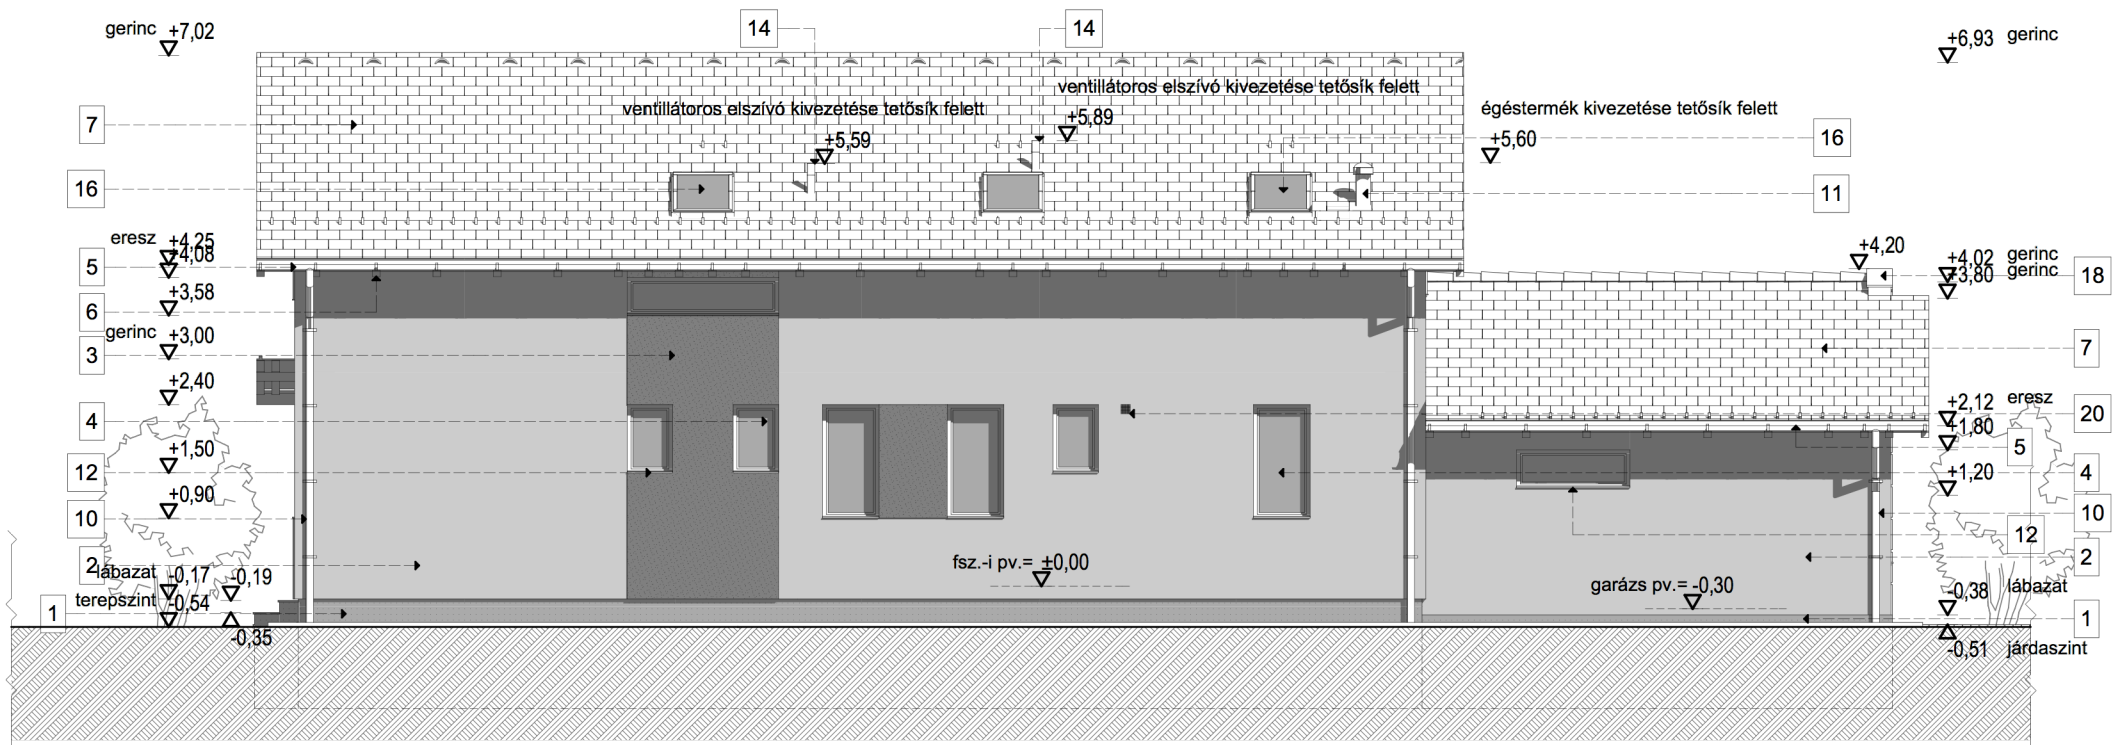 gerinc +7,02
14
14
+6,93 gerinc
ventillátoros elszívó kivezetése tetősík felett
ventillátoros elszívó kivezetése tetősík felett
égéstermék kivezetése tetősík felett
7
+5,59
+5,89
+5,60
16
16
11
eresz +4,25
+4,08
5
+4,20
+4,02 gerinc
+3,80 gerinc
18
+3,58
6
gerinc +3,00
3
7
+2,40
+2,12 eresz
20
4
+1,80
5
+1,50
12
+1,20
4
+0,90
10
10
12
2
fsz.-i pv.= ±0,00
2
lábazat -0,17
-0,19
garázs pv.= -0,30
-0,38 lábazat
terepszint -0,54
1
1
-0,35
-0,51 járdaszint